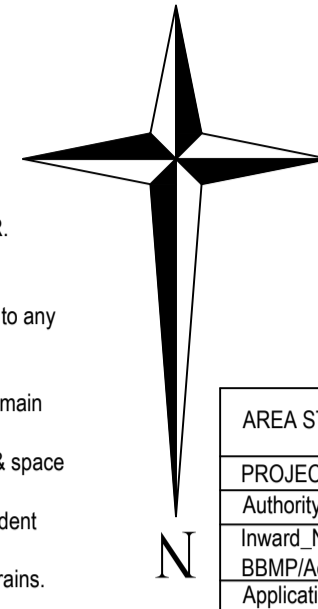 R.
to any
main
& space
dent
rains.
N
AREA ST
PROJEC
Authority
Inward_N
BBMP/A
Applicati